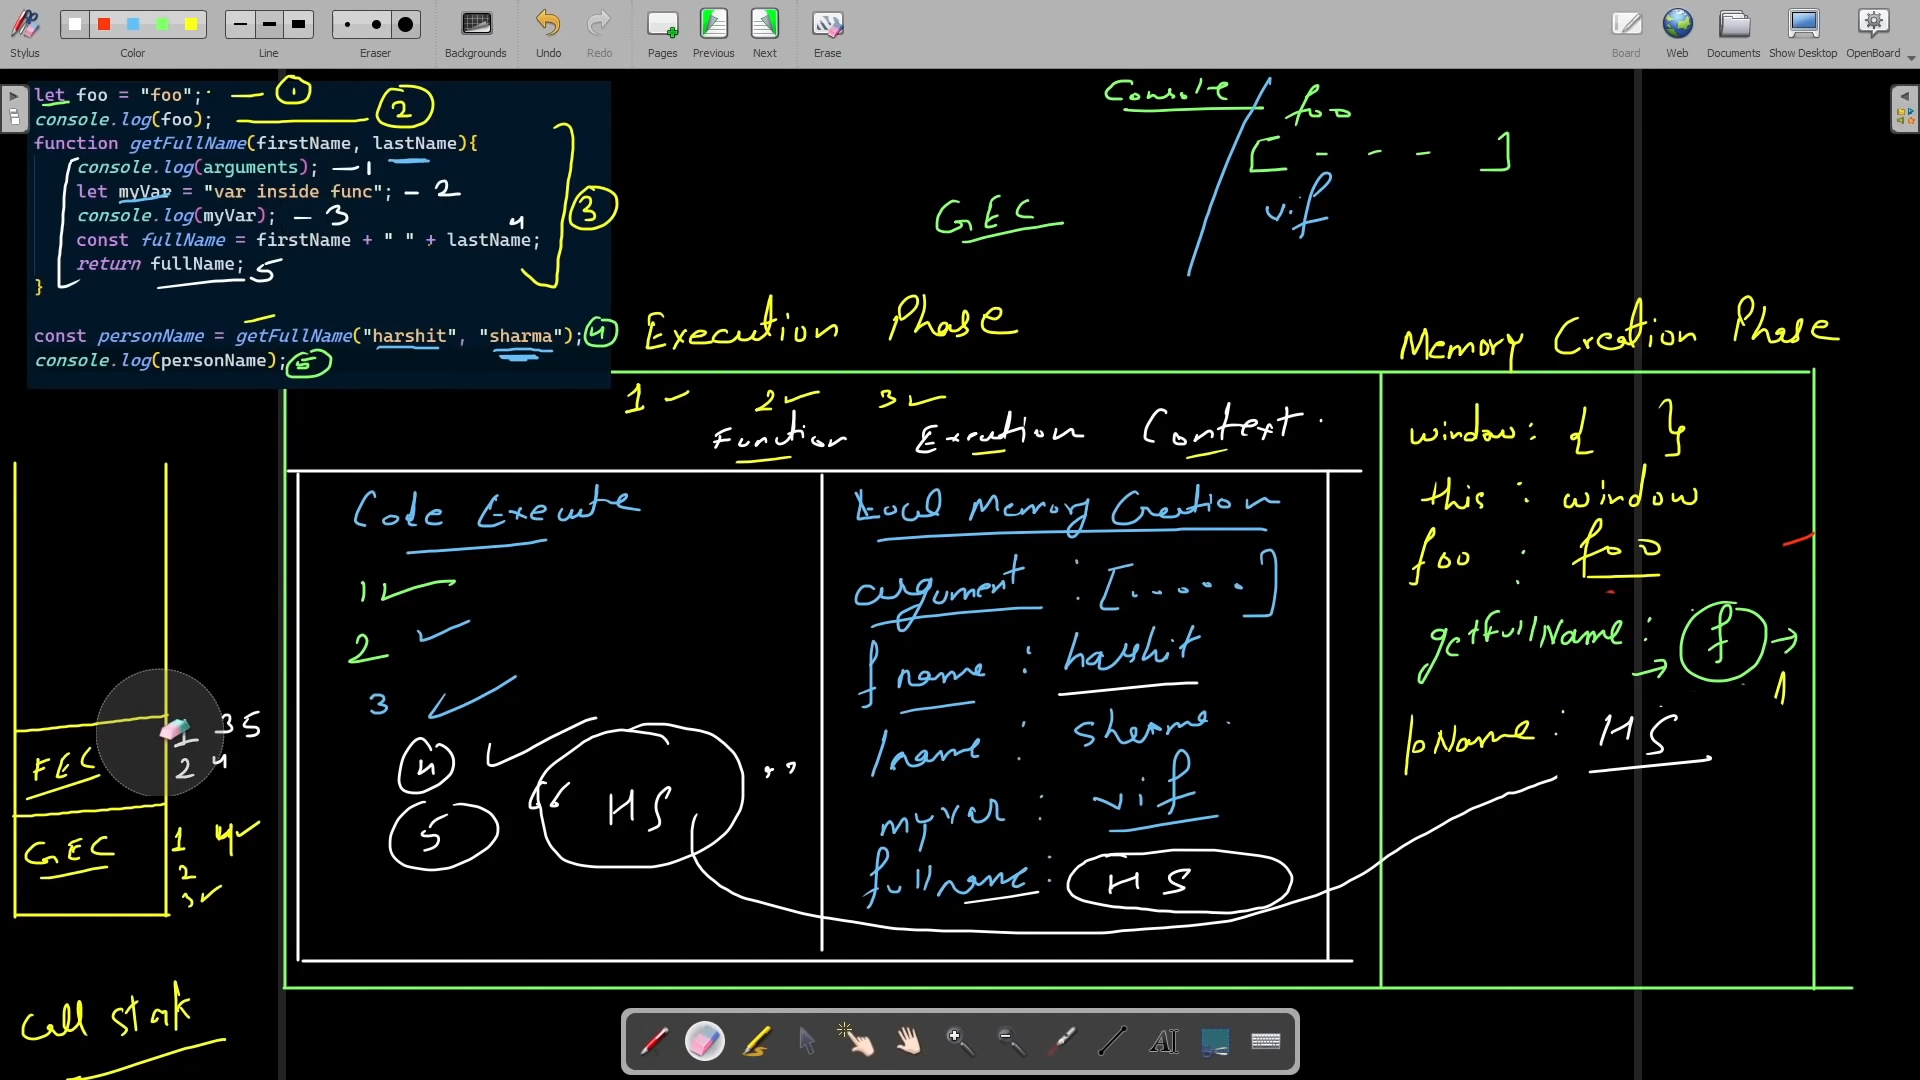 Stylus Color Line Eraser Backgrounds Undo Redo Pages Previous Next Erase Board Web Documents Show Desktop OpenBoard
let foo = "foo"; — 1
console.log(foo); 2
function getFullName(firstName, lastName){
console.log(arguments); — 1
let myVar = "var inside func"; — 2
console.log(myVar); — 3
const fullName = firstName + " " + lastName; 4
return fullName; 5
}
3
const personName = getFullName("harshit", "sharma"); 4
console.log(personName); 5
Console
foo
[ - - - ]
v.if
GEC
Execution Phase
Memory Creation Phase
1 2 3
Function Execution Context
Code Execute
1
2
3
4
5 " HS "
Local Memory Creation
argument : [......]
f name : harshit
lname : sharma
myvar : vif
fullname : HS
window : { }
this : window
foo : foo
getFullName : f
1
pName : HS
FEC
1 3 5
2 4
GEC
1 4
2
3
Call stak